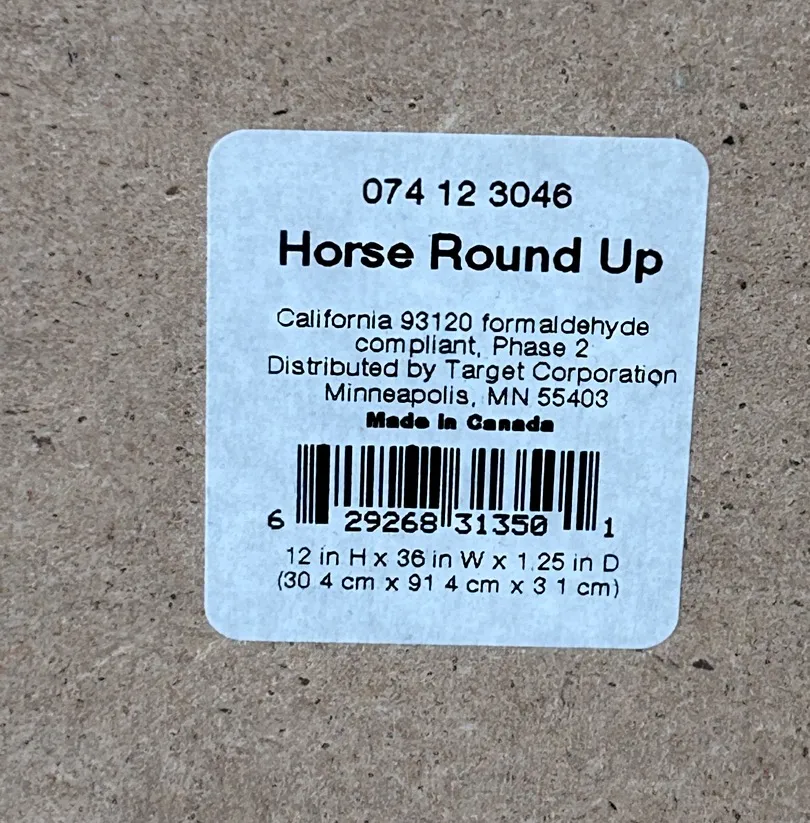 074 12 3046
Horse Round Up
California 93120 formaldehyde
compliant, Phase 2
Distributed by Target Corporation
Minneapolis, MN 55403
Made in Canada
6 29268 31350 1
12 in H x 36 in W x 1.25 in D
(30 4 cm x 91 4 cm x 3 1 cm)